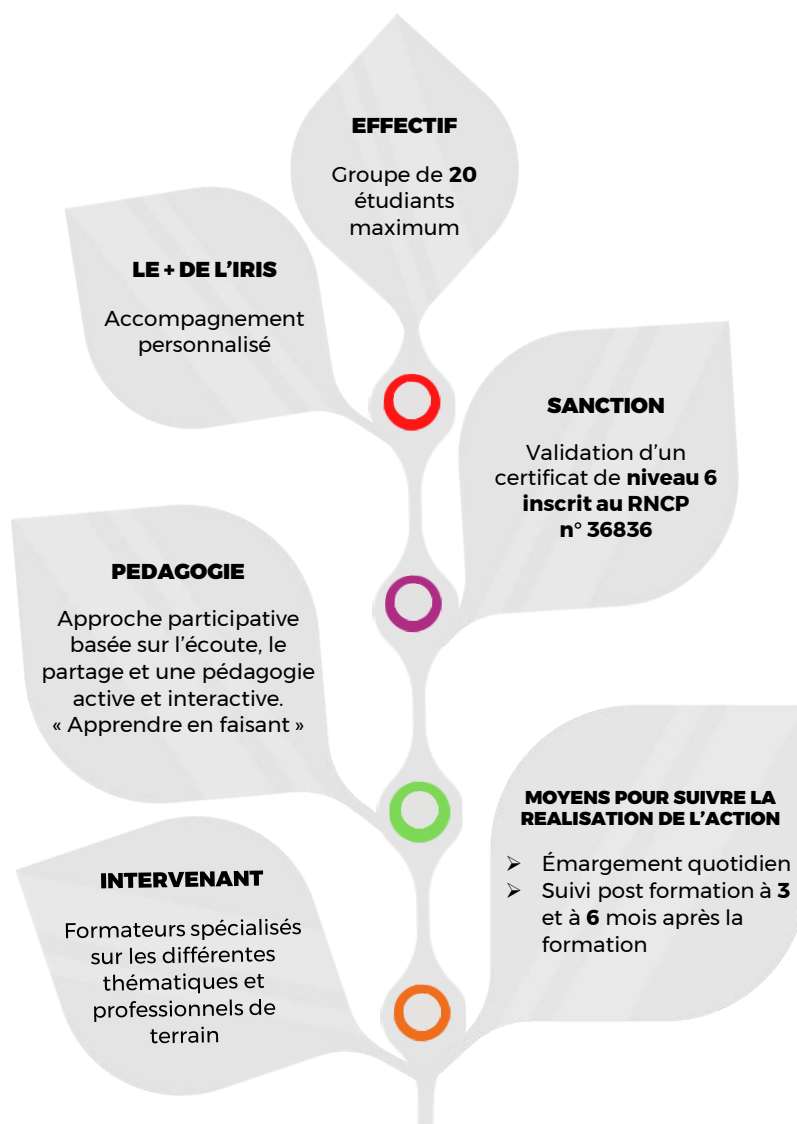 EFFECTIF
Groupe de 20
étudiants
maximum
LE + DE L’IRIS
Accompagnement
personnalisé
SANCTION
Validation d’un
certificat de niveau 6
inscrit au RNCP
n° 36836
PEDAGOGIE
Approche participative
basée sur l’écoute, le
partage et une pédagogie
active et interactive.
« Apprendre en faisant »
MOYENS POUR SUIVRE LA
REALISATION DE L’ACTION
➢ Émargement quotidien
➢ Suivi post formation à 3
et à 6 mois après la
formation
INTERVENANT
Formateurs spécialisés
sur les différentes
thématiques et
professionnels de
terrain